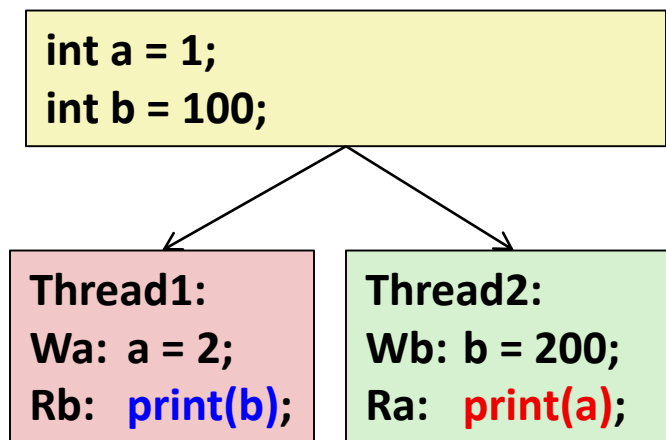 int a = 1;
int b = 100;
Thread1:
Wa: a = 2;
Rb: print(b);
Thread2:
Wb: b = 200;
Ra: print(a);